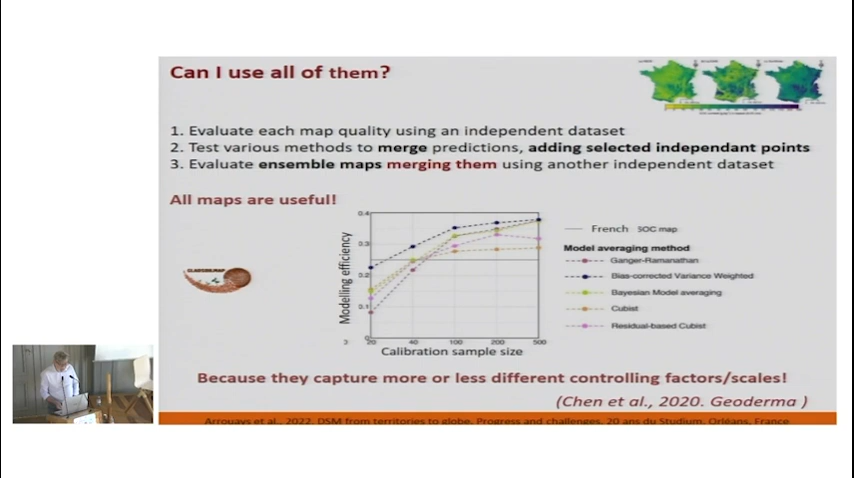 Can I use all of them?
1. Evaluate each map quality using an independent dataset
2. Test various methods to merge predictions, adding selected independant points
3. Evaluate ensemble maps merging them using another independent dataset
All maps are useful!
0.4
0.3
0.2
0.1
0
Modelling efficiency
20 40 100 200 500
Calibration sample size
French SOC map
Model averaging method
Granger-Ramanathan
Bias-corrected Variance Weighted
Bayesian Model averaging
Cubist
Residual-based Cubist
GLADSOILMAP
Because they capture more or less different controlling factors/scales!
(Chen et al., 2020. Geoderma )
Arrouays et al., 2022. DSM from territories to globe. Progress and challenges. 20 ans du Studium, Orléans, France